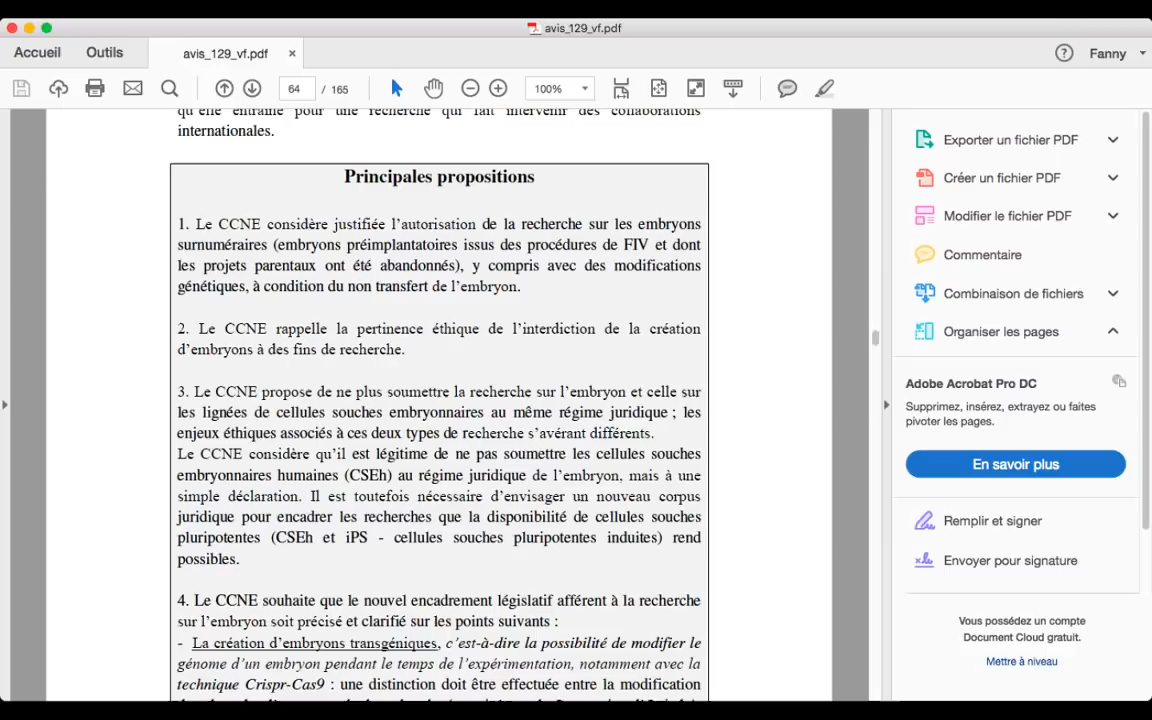 avis_129_vf.pdf
Accueil Outils avis_129_vf.pdf × ? Fanny
64 / 165 100%
qu'elle entraîne pour une recherche qui fait intervenir des collaborations
internationales.
Principales propositions
1. Le CCNE considère justifiée l'autorisation de la recherche sur les embryons
surnuméraires (embryons préimplantatoires issus des procédures de FIV et dont
les projets parentaux ont été abandonnés), y compris avec des modifications
génétiques, à condition du non transfert de l'embryon.
2. Le CCNE rappelle la pertinence éthique de l'interdiction de la création
d'embryons à des fins de recherche.
3. Le CCNE propose de ne plus soumettre la recherche sur l'embryon et celle sur
les lignées de cellules souches embryonnaires au même régime juridique ; les
enjeux éthiques associés à ces deux types de recherche s'avérant différents.
Le CCNE considère qu'il est légitime de ne pas soumettre les cellules souches
embryonnaires humaines (CSEh) au régime juridique de l'embryon, mais à une
simple déclaration. Il est toutefois nécessaire d'envisager un nouveau corpus
juridique pour encadrer les recherches que la disponibilité de cellules souches
pluripotentes (CSEh et iPS - cellules souches pluripotentes induites) rend
possibles.
4. Le CCNE souhaite que le nouvel encadrement législatif afférent à la recherche
sur l'embryon soit précisé et clarifié sur les points suivants :
- La création d'embryons transgéniques, c'est-à-dire la possibilité de modifier le
génome d'un embryon pendant le temps de l'expérimentation, notamment avec la
technique Crispr-Cas9 : une distinction doit être effectuée entre la modification
Exporter un fichier PDF
Créer un fichier PDF
Modifier le fichier PDF
Commentaire
Combinaison de fichiers
Organiser les pages
Adobe Acrobat Pro DC
Supprimez, insérez, extrayez ou faites
pivoter les pages.
En savoir plus
Remplir et signer
Envoyer pour signature
Vous possédez un compte
Document Cloud gratuit.
Mettre à niveau